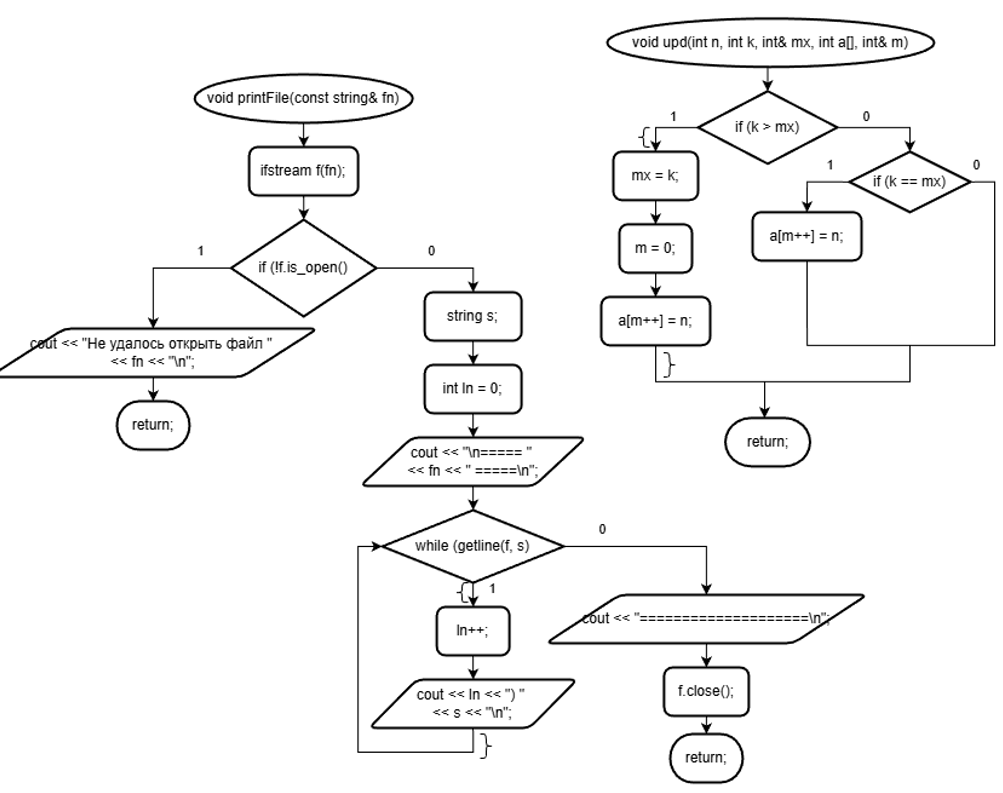 void printFile(const string& fn)
ifstream f(fn);
if (!f.is_open()
1
0
cout << "Не удалось открыть файл "
<< fn << "\n";
return;
string s;
int ln = 0;
cout << "\n===== "
<< fn << " =====\n";
while (getline(f, s)
{
1
0
ln++;
cout << ln << ") "
<< s << "\n";
}
cout << "====================\n";
f.close();
return;
void upd(int n, int k, int& mx, int a[], int& m)
if (k > mx)
1
0
{
mx = k;
m = 0;
a[m++] = n;
}
if (k == mx)
1
0
a[m++] = n;
return;